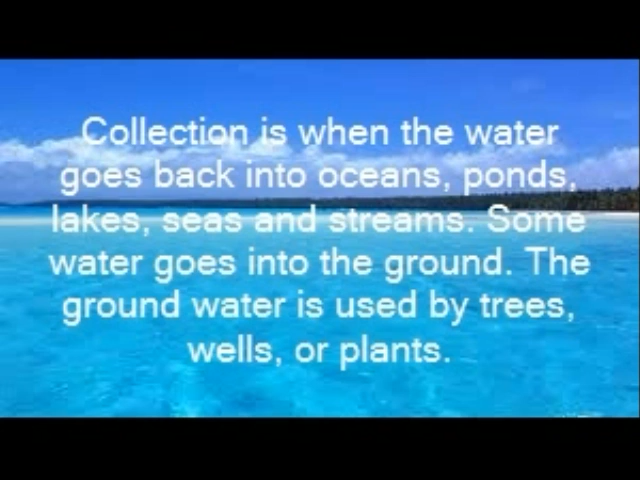 Collection is when the water
goes back into oceans, ponds,
lakes, seas and streams. Some
water goes into the ground. The
ground water is used by trees,
wells, or plants.